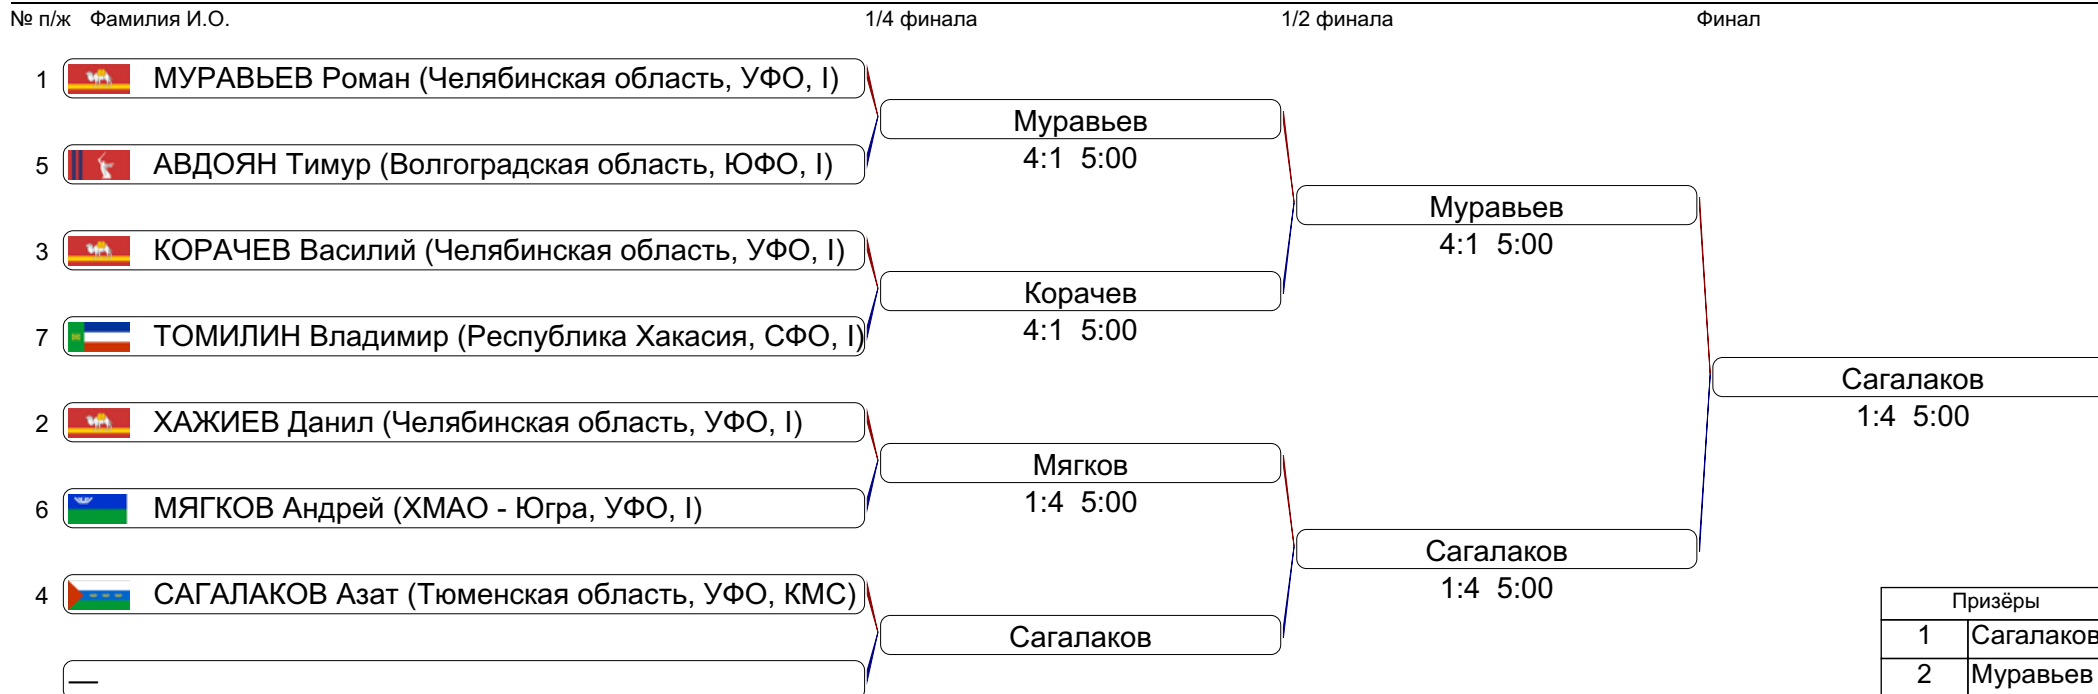 № п/ж Фамилия И.О. 1/4 финала 1/2 финала Финал
1 МУРАВЬЕВ Роман (Челябинская область, УФО, I)
Муравьев
4:1 5:00
5 АВДОЯН Тимур (Волгоградская область, ЮФО, I)
Муравьев
4:1 5:00
3 КОРАЧЕВ Василий (Челябинская область, УФО, I)
Корачев
4:1 5:00
7 ТОМИЛИН Владимир (Республика Хакасия, СФО, I)
Сагалаков
1:4 5:00
2 ХАЖИЕВ Данил (Челябинская область, УФО, I)
Мягков
1:4 5:00
6 МЯГКОВ Андрей (ХМАО - Югра, УФО, I)
Сагалаков
1:4 5:00
4 САГАЛАКОВ Азат (Тюменская область, УФО, КМС)
Сагалаков
—
Призёры
1 Сагалаков
2 Муравьев